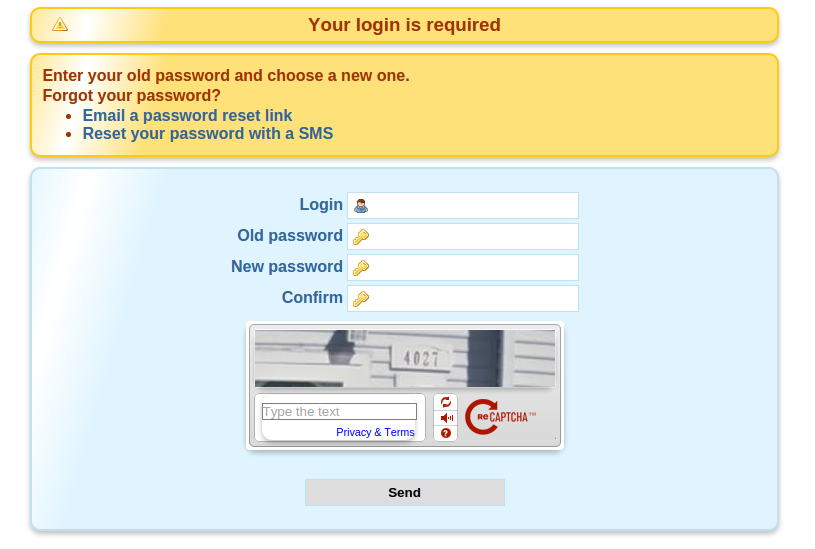 Your login is required
Enter your old password and choose a new one.
Forgot your password?
Email a password reset link
Reset your password with a SMS
Login
Old password
New password
Confirm
4027
Type the text
Privacy & Terms
ReCAPTCHA™
Send